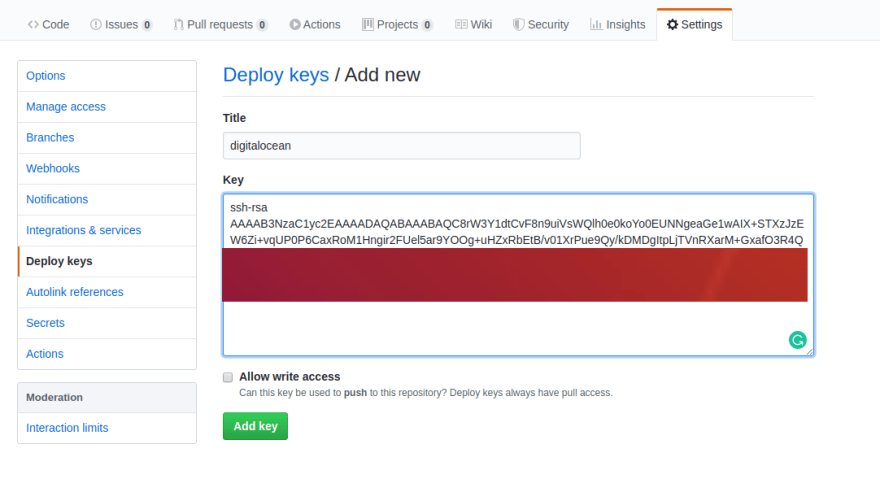 Code Issues 0 Pull requests 0 Actions Projects 0 Wiki Security Insights Settings
Options
Manage access
Branches
Webhooks
Notifications
Integrations & services
Deploy keys
Autolink references
Secrets
Actions
Moderation
Interaction limits
Deploy keys / Add new
Title
digitalocean
Key
ssh-rsa
AAAAB3NzaC1yc2EAAAADAQABAAABAQC8rW3Y1dtCvF8n9uiVsWQlh0e0koYo0EUNNgeaGe1wAIX+STXzJzE
W6Zi+vqUP0P6CaxRoM1Hngir2FUel5ar9YOOg+uHZxRbEtB/v01XrPue9Qy/kDMDgItpLjTVnRXarM+GxafO3R4Q
Allow write access
Can this key be used to push to this repository? Deploy keys always have pull access.
Add key